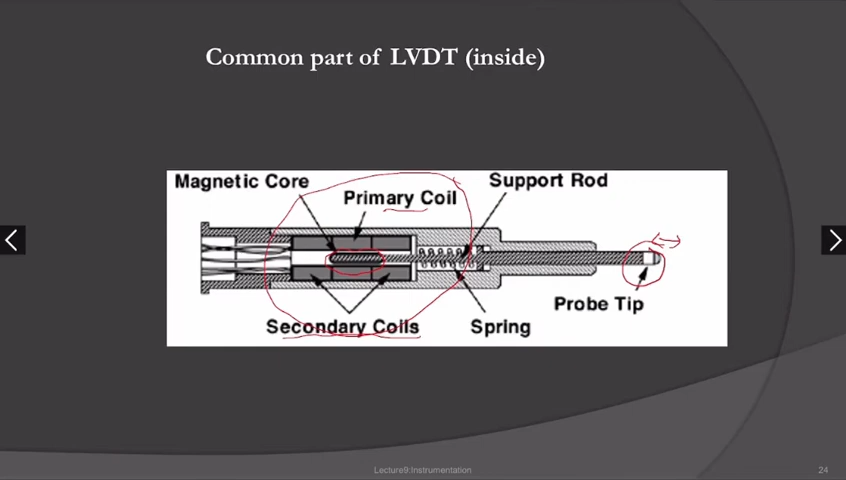 Common part of LVDT (inside)
Magnetic Core
Primary Coil
Support Rod
Secondary Coils
Spring
Probe Tip
Lecture9:Instrumentation
24